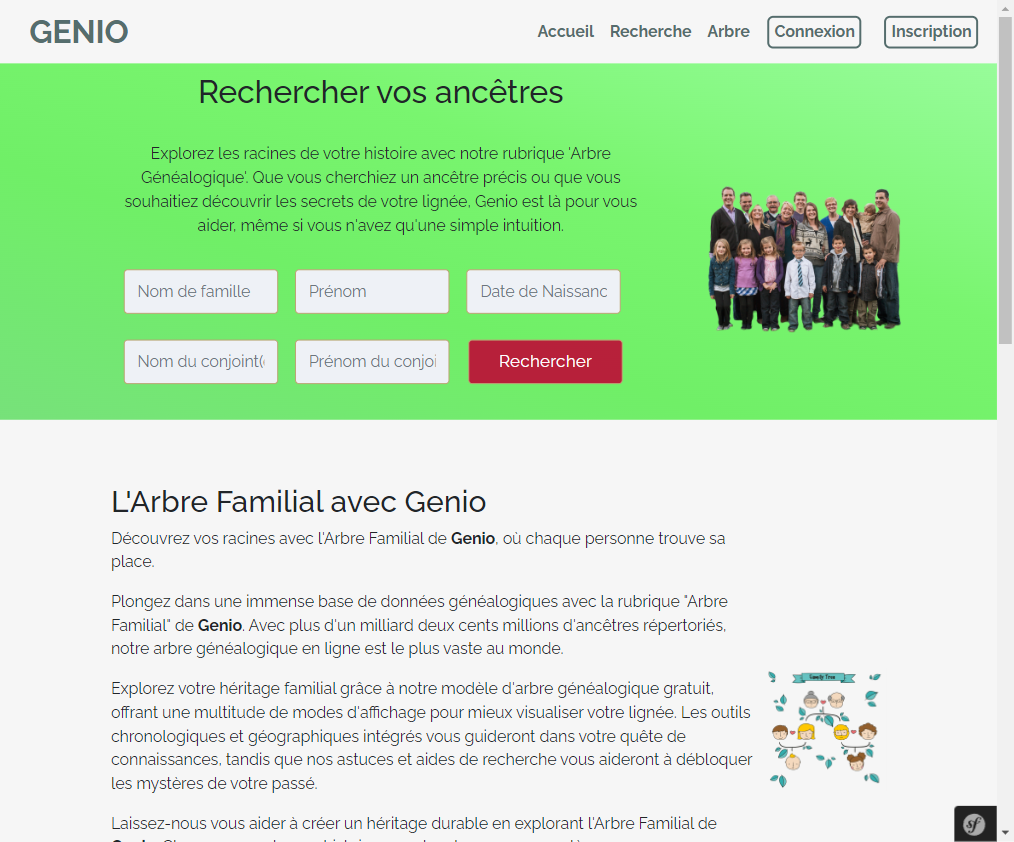 GENIO
Accueil
Recherche
Arbre
Connexion
Inscription
Rechercher vos ancêtres
Explorez les racines de votre histoire avec notre rubrique 'Arbre
Généalogique'. Que vous cherchiez un ancêtre précis ou que vous
souhaitiez découvrir les secrets de votre lignée, Genio est là pour vous
aider, même si vous n'avez qu'une simple intuition.
Nom de famille
Prénom
Date de Naissanc
Nom du conjoint(
Prénom du conjoi
Rechercher
L'Arbre Familial avec Genio
Découvrez vos racines avec l'Arbre Familial de Genio, où chaque personne trouve sa
place.
Plongez dans une immense base de données généalogiques avec la rubrique "Arbre
Familial" de Genio. Avec plus d'un milliard deux cents millions d'ancêtres répertoriés,
notre arbre généalogique en ligne est le plus vaste au monde.
Family Tree
Explorez votre héritage familial grâce à notre modèle d'arbre généalogique gratuit,
offrant une multitude de modes d'affichage pour mieux visualiser votre lignée. Les outils
chronologiques et géographiques intégrés vous guideront dans votre quête de
connaissances, tandis que nos astuces et aides de recherche vous aideront à débloquer
les mystères de votre passé.
Laissez-nous vous aider à créer un héritage durable en explorant l'Arbre Familial de
sf